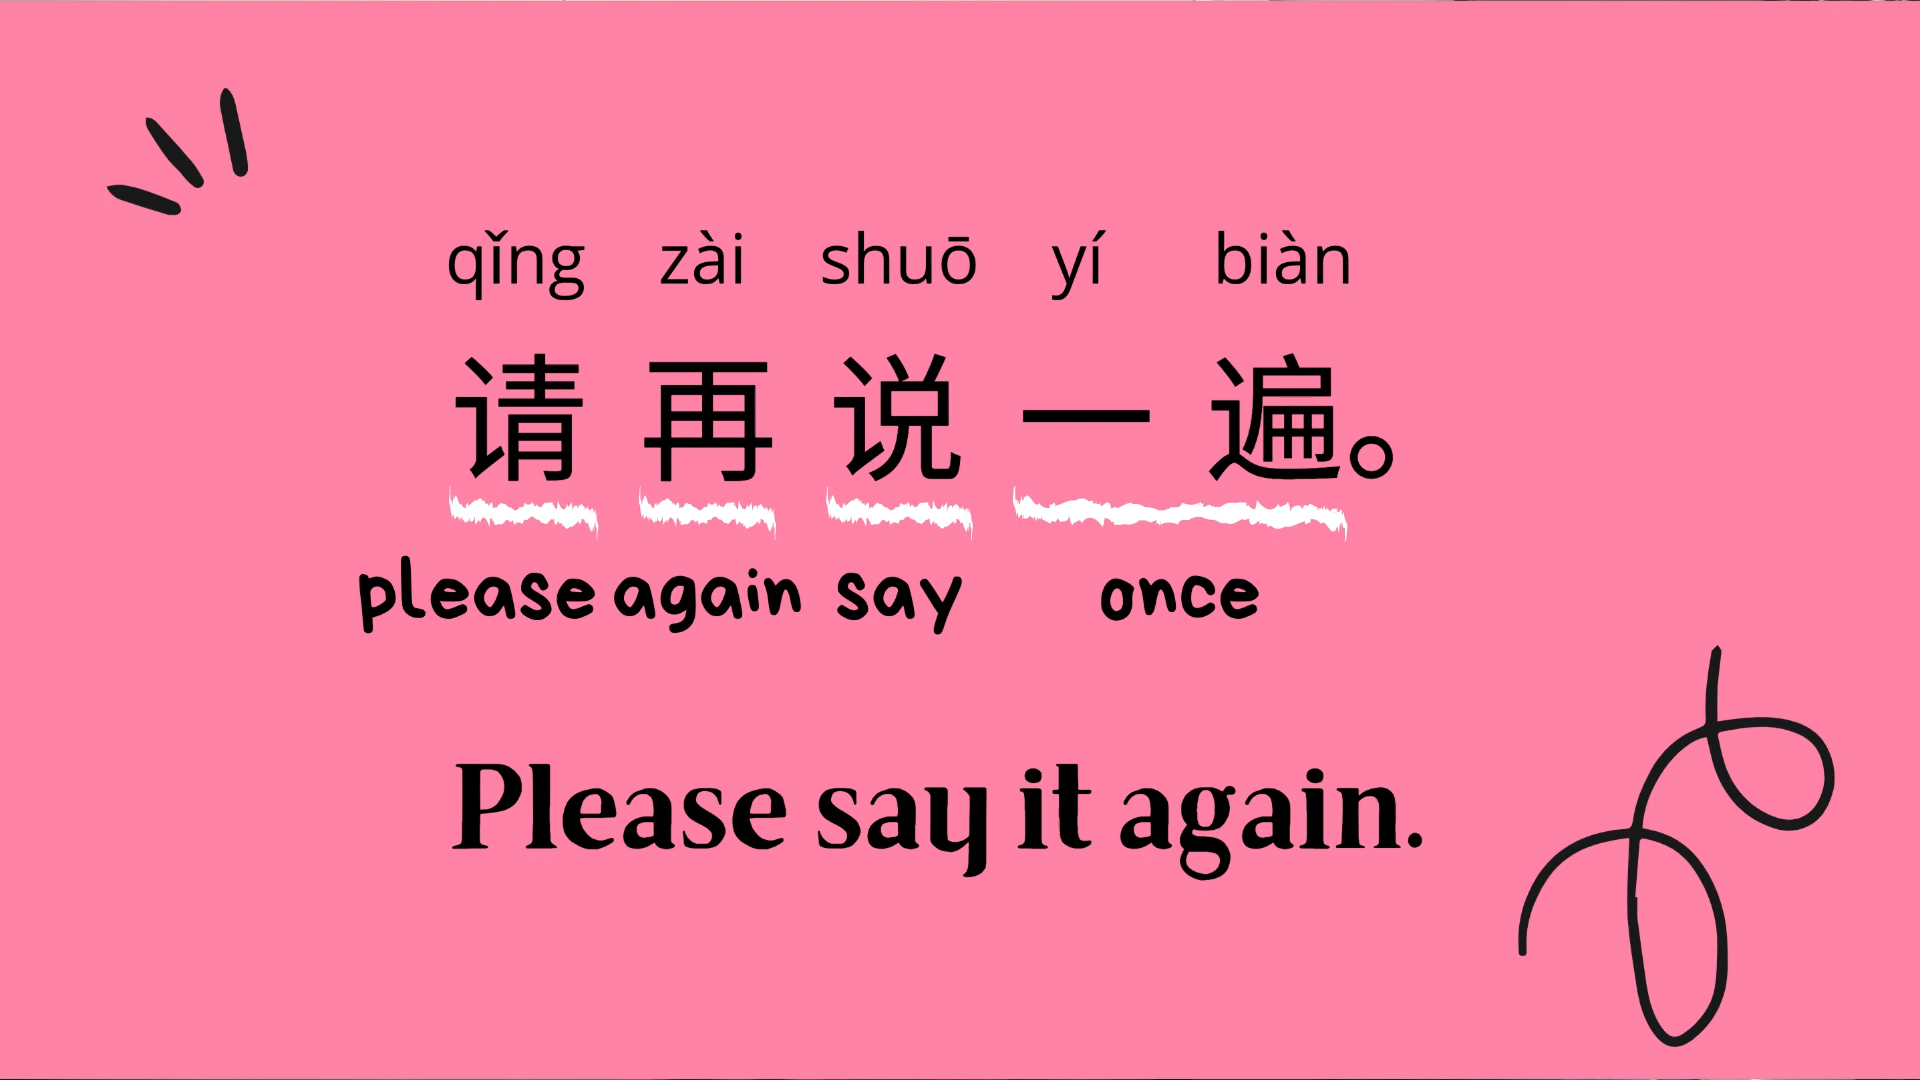 qǐng zài shuō yí biàn
请再说一遍。
please again say once
Please say it again.